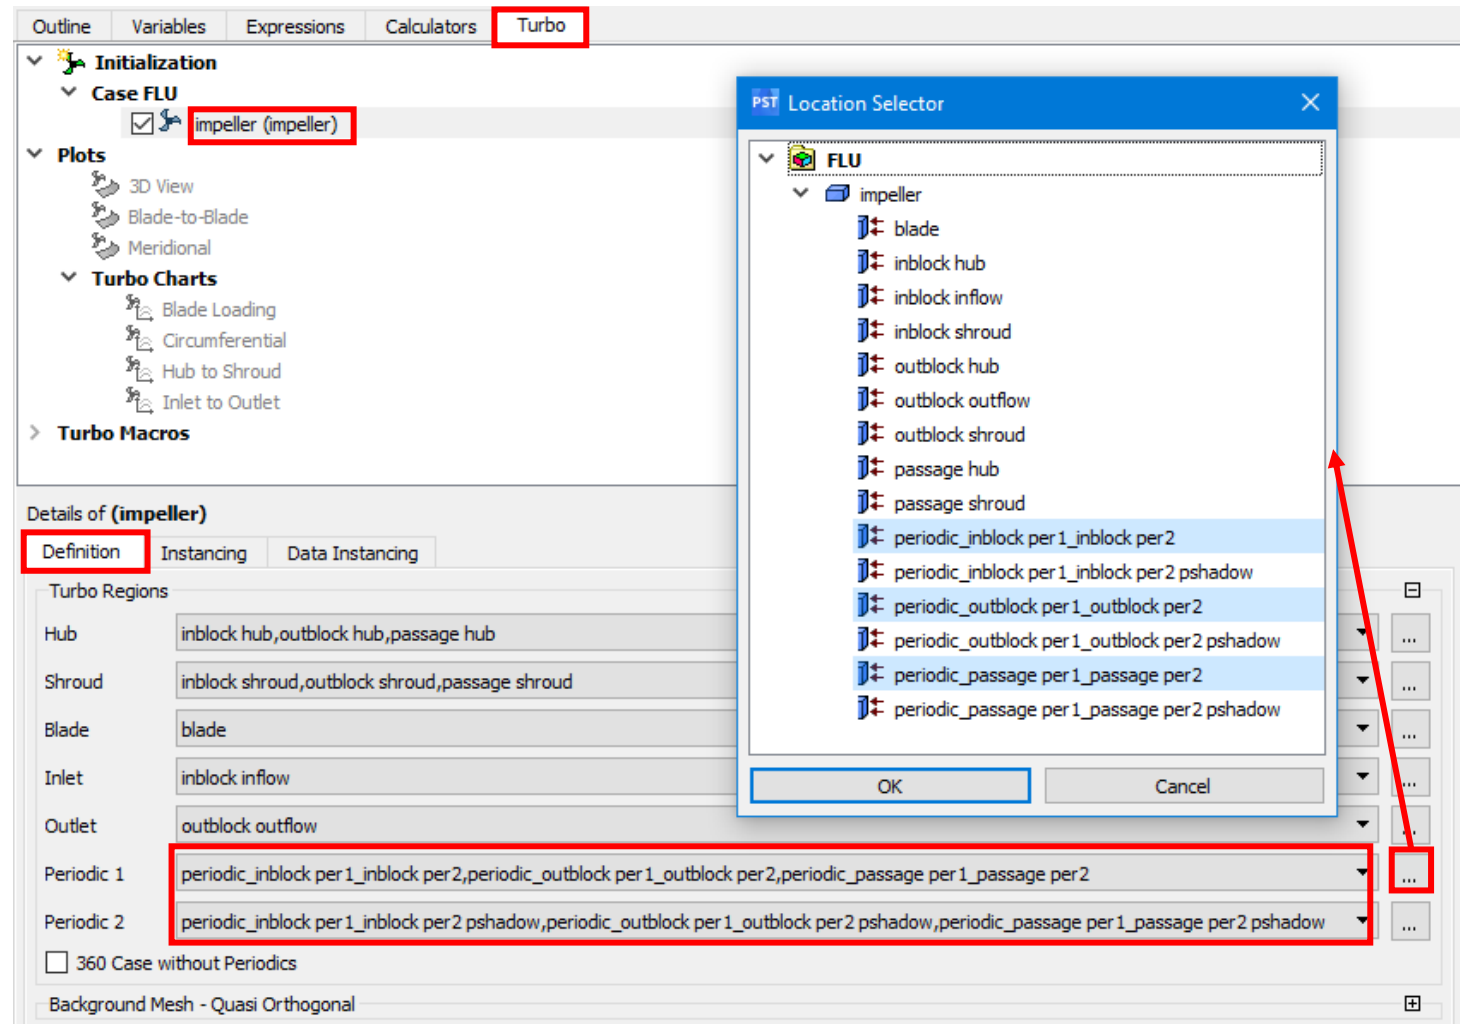 Outline Variables Expressions Calculators Turbo
Initialization
Case FLU
impeller (impeller)
Plots
3D View
Blade-to-Blade
Meridional
Turbo Charts
Blade Loading
Circumferential
Hub to Shroud
Inlet to Outlet
Turbo Macros
PST Location Selector
FLU
impeller
blade
inblock hub
inblock inflow
inblock shroud
outblock hub
outblock outflow
outblock shroud
passage hub
passage shroud
periodic_inblock per1_inblock per2
periodic_inblock per1_inblock per2 pshadow
periodic_outblock per1_outblock per2
periodic_outblock per1_outblock per2 pshadow
periodic_passage per1_passage per2
periodic_passage per1_passage per2 pshadow
OK Cancel
Details of (impeller)
Definition Instancing Data Instancing
Turbo Regions
Hub inblock hub,outblock hub,passage hub ...
Shroud inblock shroud,outblock shroud,passage shroud ...
Blade blade ...
Inlet inblock inflow ...
Outlet outblock outflow ...
Periodic 1 periodic_inblock per1_inblock per2,periodic_outblock per1_outblock per2,periodic_passage per1_passage per2 ...
Periodic 2 periodic_inblock per1_inblock per2 pshadow,periodic_outblock per1_outblock per2 pshadow,periodic_passage per1_passage per2 pshadow ...
360 Case without Periodics
Background Mesh - Quasi Orthogonal